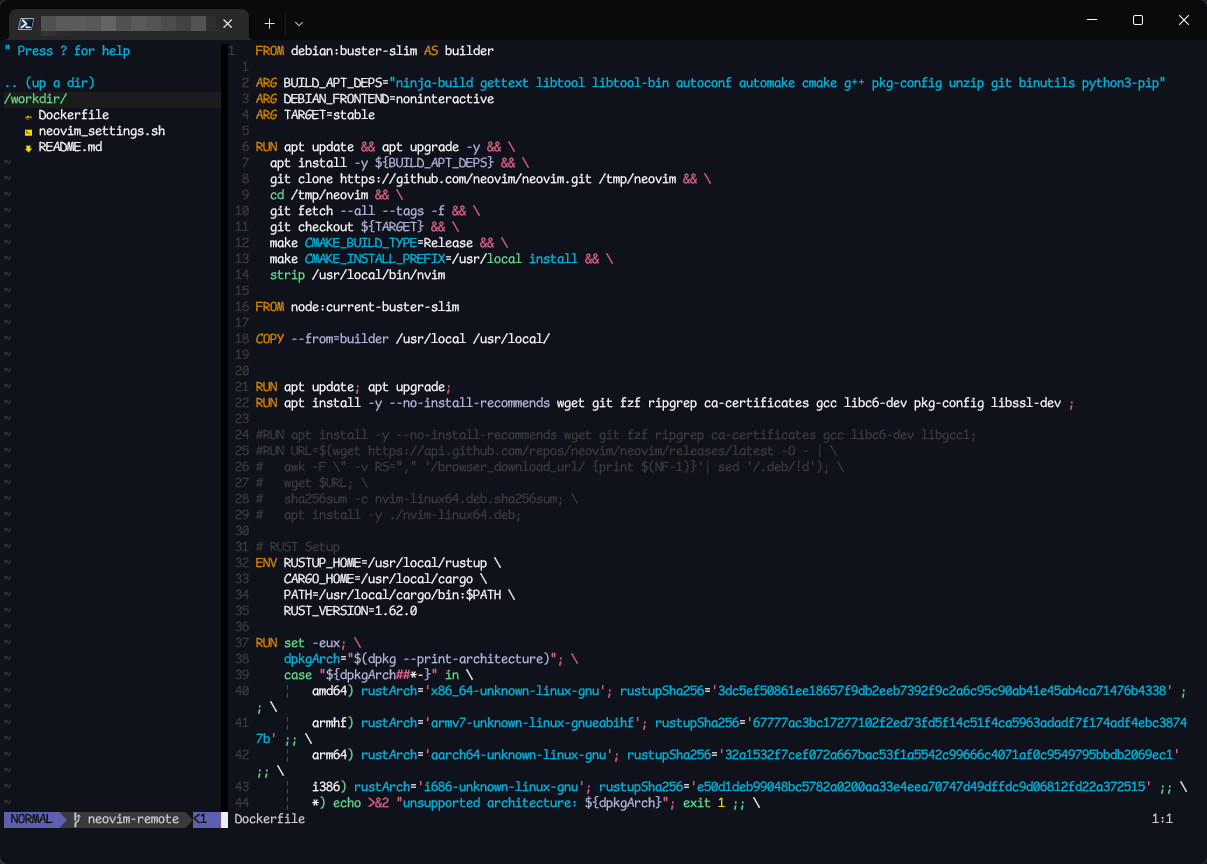 " Press ? for help
.. (up a dir)
/workdir/
Dockerfile
neovim_settings.sh
README.md
1 FROM debian:buster-slim AS builder
1
2 ARG BUILD_APT_DEPS="ninja-build gettext libtool libtool-bin autoconf automake cmake g++ pkg-config unzip git binutils python3-pip"
3 ARG DEBIAN_FRONTEND=noninteractive
4 ARG TARGET=stable
5
6 RUN apt update && apt upgrade -y && \
7 apt install -y ${BUILD_APT_DEPS} && \
8 git clone https://github.com/neovim/neovim.git /tmp/neovim && \
9 cd /tmp/neovim && \
10 git fetch --all --tags -f && \
11 git checkout ${TARGET} && \
12 make CMAKE_BUILD_TYPE=Release && \
13 make CMAKE_INSTALL_PREFIX=/usr/local install && \
14 strip /usr/local/bin/nvim
15
16 FROM node:current-buster-slim
17
18 COPY --from=builder /usr/local /usr/local/
19
20
21 RUN apt update; apt upgrade;
22 RUN apt install -y --no-install-recommends wget git fzf ripgrep ca-certificates gcc libc6-dev pkg-config libssl-dev ;
23
24 #RUN apt install -y --no-install-recommends wget git fzf ripgrep ca-certificates gcc libc6-dev libgcc1;
25 #RUN URL=$(wget https://api.github.com/repos/neovim/neovim/releases/latest -O - | \
26 # awk -F \" -v RS="," '/browser_download_url/ {print $(NF-1)}'| sed '/.deb/!d'); \
27 # wget $URL; \
28 # sha256sum -c nvim-linux64.deb.sha256sum; \
29 # apt install -y ./nvim-linux64.deb;
30
31 # RUST Setup
32 ENV RUSTUP_HOME=/usr/local/rustup \
33 CARGO_HOME=/usr/local/cargo \
34 PATH=/usr/local/cargo/bin:$PATH \
35 RUST_VERSION=1.62.0
36
37 RUN set -eux; \
38 dpkgArch="$(dpkg --print-architecture)"; \
39 case "${dpkgArch##*-}" in \
40 amd64) rustArch='x86_64-unknown-linux-gnu'; rustupSha256='3dc5ef50861ee18657f9db2eeb7392f9c2a6c95c90ab41e45ab4ca71476b4338' ;
; \
41 armhf) rustArch='armv7-unknown-linux-gnueabihf'; rustupSha256='67777ac3bc17277102f2ed73fd5f14c51f4ca5963adadf7f174adf4ebc3874
7b' ;; \
42 arm64) rustArch='aarch64-unknown-linux-gnu'; rustupSha256='32a1532f7cef072a667bac53f1a5542c99666c4071af0c9549795bbdb2069ec1'
;; \
43 i386) rustArch='i686-unknown-linux-gnu'; rustupSha256='e50d1deb99048bc5782a0200aa33e4eea70747d49dffdc9d06812fd22a372515' ;; \
44 *) echo >&2 "unsupported architecture: ${dpkgArch}"; exit 1 ;; \
NORMAL neovim-remote <1 Dockerfile 1:1